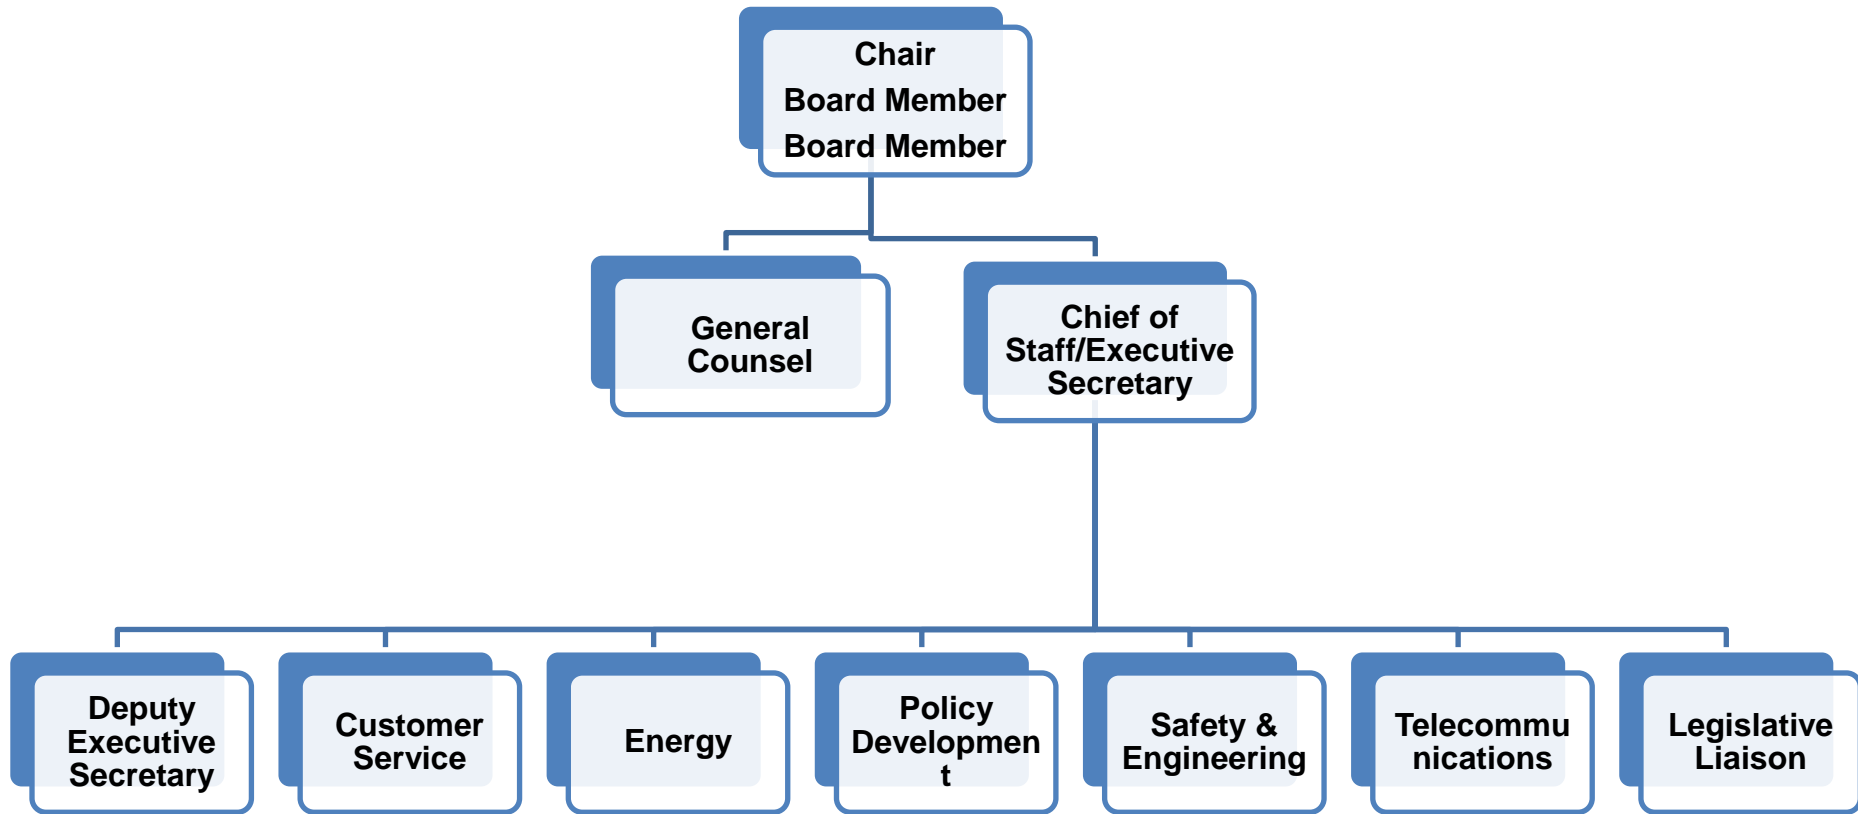 Chair
Board Member
Board Member
General
Counsel
Chief of
Staff/Executive
Secretary
Deputy
Executive
Secretary
Customer
Service
Energy
Policy
Developmen
t
Safety &
Engineering
Telecommu
nications
Legislative
Liaison